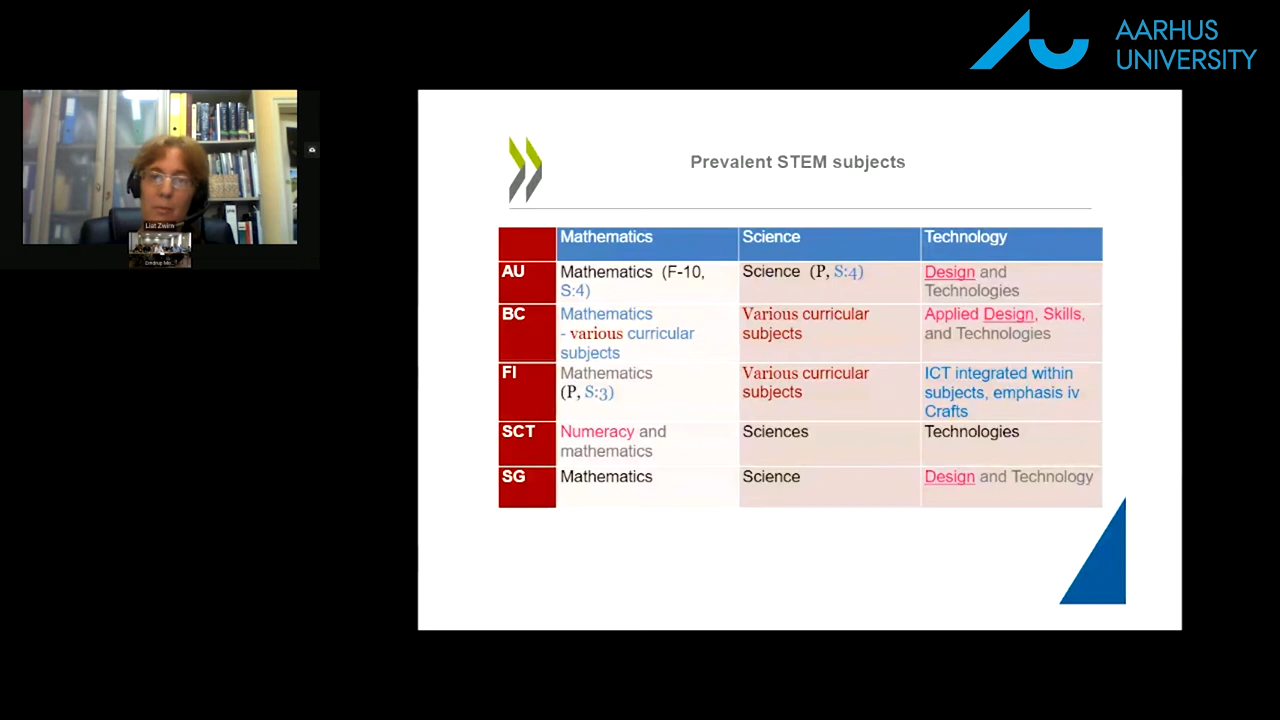 AARHUS
UNIVERSITY
Liat Zwirn
Prevalent STEM subjects
Mathematics
Science
Technology
AU
Mathematics (F-10,
S:4)
Science (P, S:4)
Design and
Technologies
BC
Mathematics
- various curricular
subjects
Various curricular
subjects
Applied Design, Skills,
and Technologies
FI
Mathematics
(P, S:3)
Various curricular
subjects
ICT integrated within
subjects, emphasis iv
Crafts
SCT
Numeracy and
mathematics
Sciences
Technologies
SG
Mathematics
Science
Design and Technology